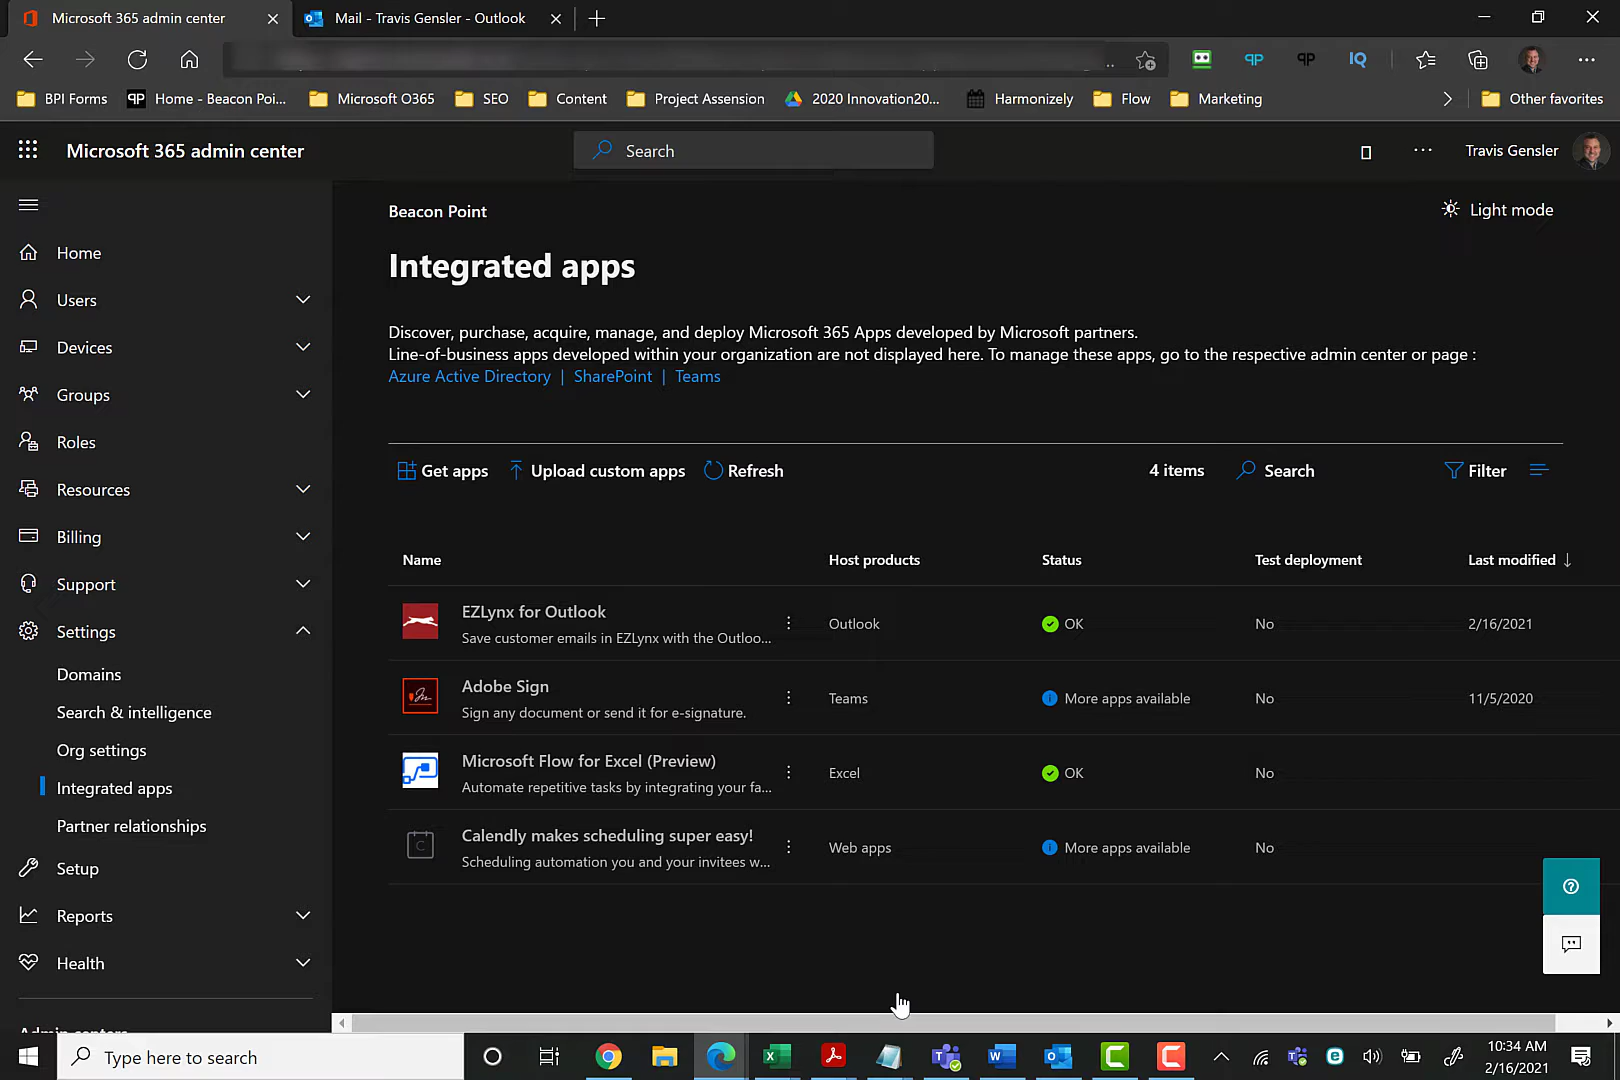 Microsoft 365 admin center
Mail - Travis Gensler - Outlook
BPI Forms
Home - Beacon Poi...
Microsoft O365
SEO
Content
Project Assension
2020 Innovation20...
Harmonizely
Flow
Marketing
Other favorites
Microsoft 365 admin center
Search
Travis Gensler
Beacon Point
Light mode
Integrated apps
Discover, purchase, acquire, manage, and deploy Microsoft 365 Apps developed by Microsoft partners.
Line-of-business apps developed within your organization are not displayed here. To manage these apps, go to the respective admin center or page :
Azure Active Directory | SharePoint | Teams
Get apps
Upload custom apps
Refresh
4 items
Search
Filter
Name
Host products
Status
Test deployment
Last modified
EZLynx for Outlook
Save customer emails in EZLynx with the Outloo...
Outlook
OK
No
2/16/2021
Adobe Sign
Sign any document or send it for e-signature.
Teams
More apps available
No
11/5/2020
Microsoft Flow for Excel (Preview)
Automate repetitive tasks by integrating your fa...
Excel
OK
No
Calendly makes scheduling super easy!
Scheduling automation you and your invitees w...
Web apps
More apps available
No
Home
Users
Devices
Groups
Roles
Resources
Billing
Support
Settings
Domains
Search & intelligence
Org settings
Integrated apps
Partner relationships
Setup
Reports
Health
Admin centers
Type here to search
10:34 AM
2/16/2021